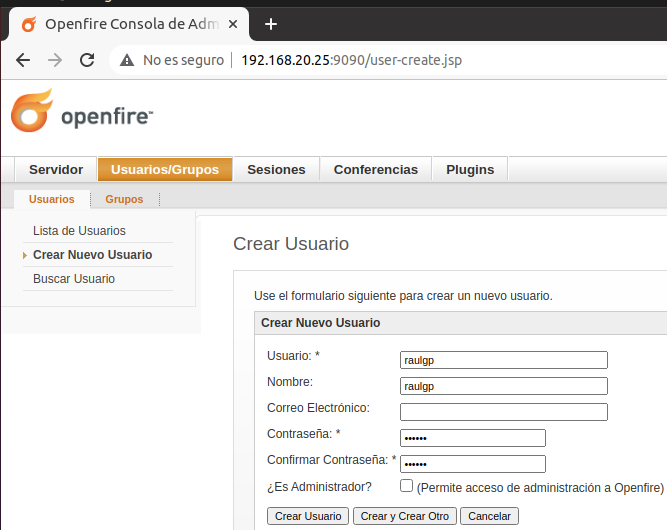 Openfire Consola de Adm
No es seguro | 192.168.20.25:9090/user-create.jsp
openfire™
Servidor Usuarios/Grupos Sesiones Conferencias Plugins
Usuarios Grupos
Lista de Usuarios
Crear Nuevo Usuario
Buscar Usuario
Crear Usuario
Use el formulario siguiente para crear un nuevo usuario.
Crear Nuevo Usuario
Usuario: * raulgp
Nombre: raulgp
Correo Electrónico:
Contraseña: * ••••••
Confirmar Contraseña: * ••••••
¿Es Administrador? (Permite acceso de administración a Openfire)
Crear Usuario Crear y Crear Otro Cancelar